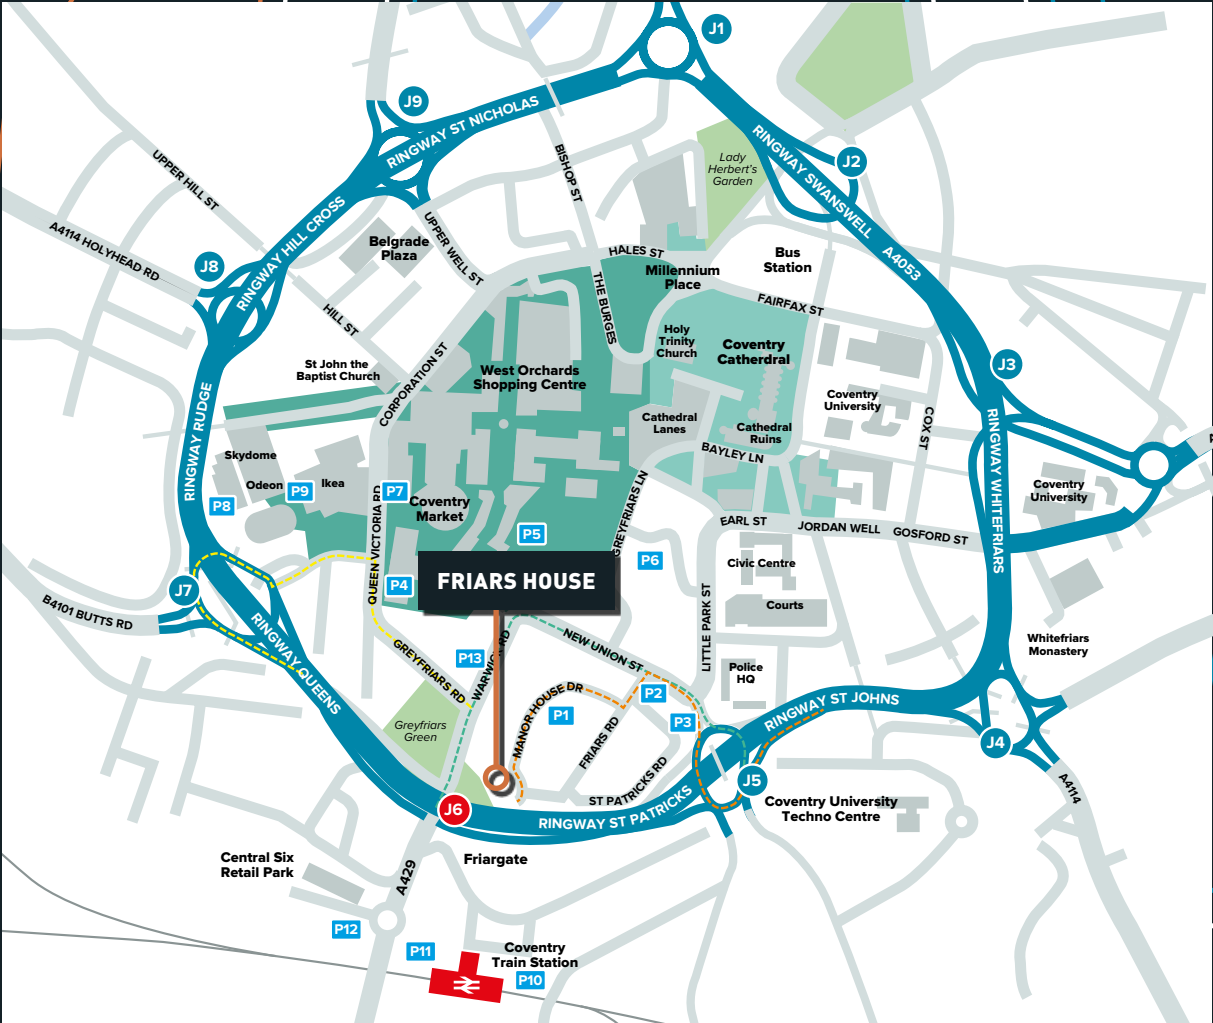 J1
J9
RINGWAY ST NICHOLAS
BISHOP ST
Lady
Herbert's
Garden
RINGWAY SWANSWELL
A4053
J2
UPPER HILL ST
A4114 HOLYHEAD RD
J8
RINGWAY HILL CROSS
Belgrade
Plaza
UPPER WELL ST
HALES ST
Millennium
Place
Bus
Station
FAIRFAX ST
THE BURGES
HILL ST
Holy
Trinity
Church
Coventry
Catherdral
J3
St John the
Baptist Church
CORPORATION ST
West Orchards
Shopping Centre
RINGWAY RUDGE
Coventry
University
COX ST
Cathedral
Lanes
Cathedral
Ruins
BAYLEY LN
RINGWAY WHITEFRIARS
Skydome
Odeon
P9
Ikea
P7
P8
Coventry
Market
Coventry
University
GREYFRIARS LN
EARL ST
JORDAN WELL
GOSFORD ST
P5
QUEEN VICTORIA RD
P6
Civic Centre
P4
FRIARS HOUSE
Courts
J7
B4101 BUTTS RD
RINGWAY QUEENS
LITTLE PARK ST
Whitefriars
Monastery
NEW UNION ST
GREYFRIARS RD
P13
WARWICK RD
Police
HQ
P2
MANOR HOUSE DR
P1
P3
FRIARS RD
Greyfriars
Green
RINGWAY ST JOHNS
J4
A4114
ST PATRICKS RD
J5
J6
RINGWAY ST PATRICKS
Coventry University
Techno Centre
Central Six
Retail Park
A429
Friargate
P12
P11
Coventry
Train Station
P10